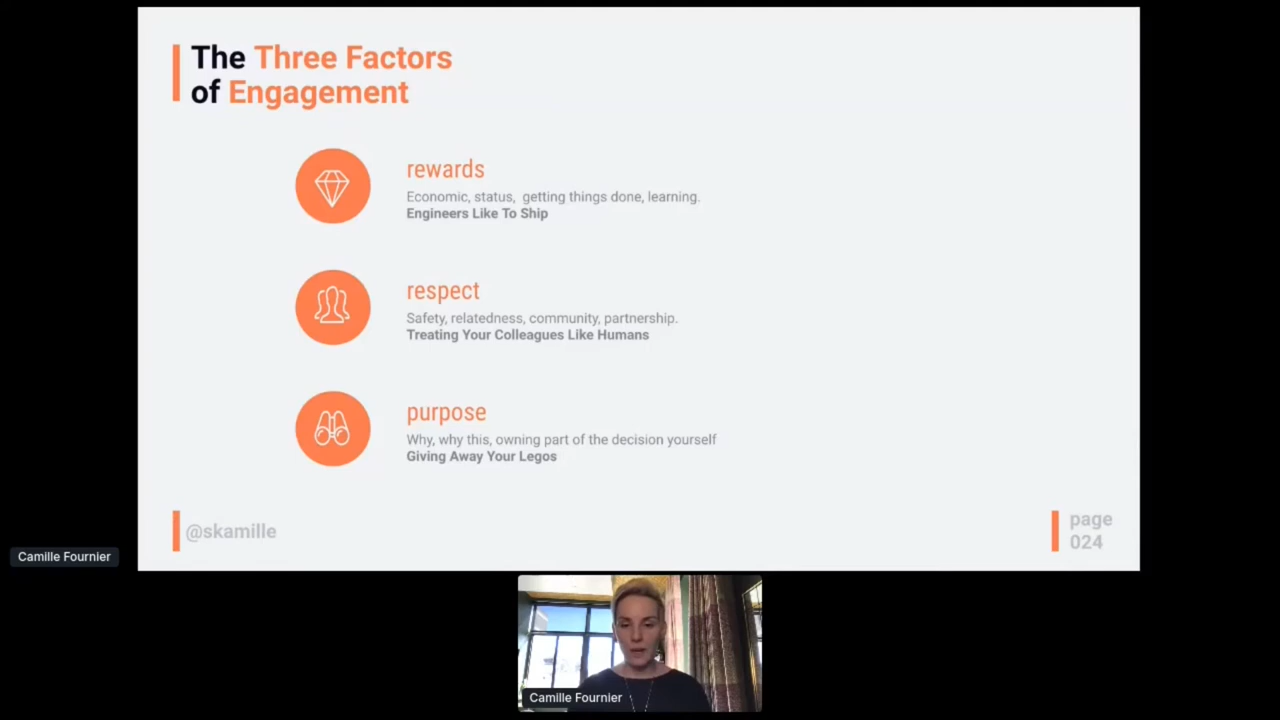 The Three Factors
of Engagement
rewards
Economic, status, getting things done, learning.
Engineers Like To Ship
respect
Safety, relatedness, community, partnership.
Treating Your Colleagues Like Humans
purpose
Why, why this, owning part of the decision yourself
Giving Away Your Legos
@skamille
page
024
Camille Fournier
Camille Fournier